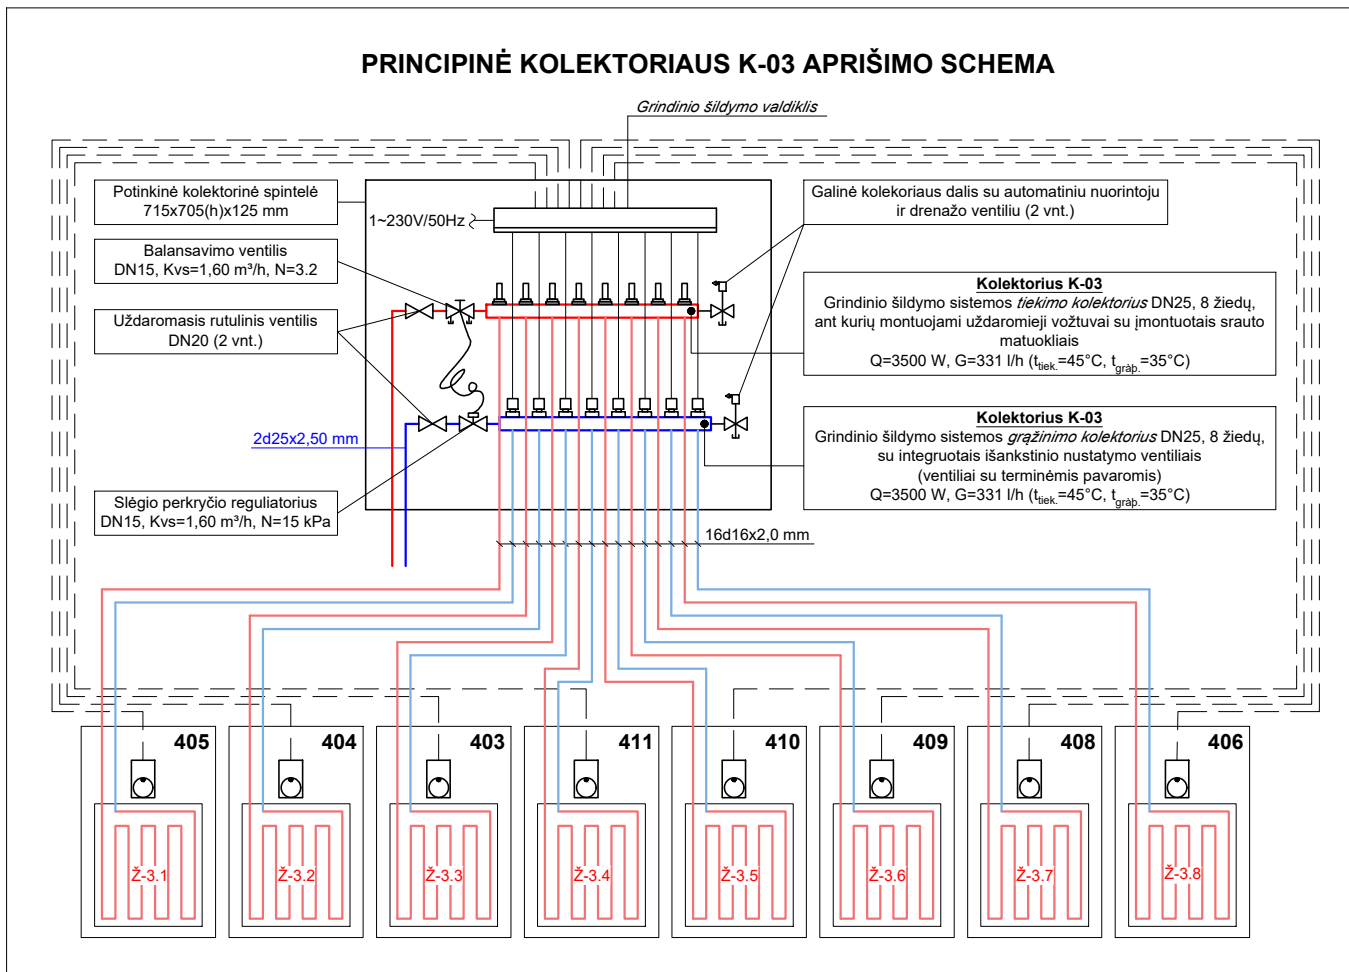 PRINCIPINĖ KOLEKTORIAUS K-03 APRIŠIMO SCHEMA
Grindinio šildymo valdiklis
Potinkinė kolektorinė spintelė
715x705(h)x125 mm
1~230V/50Hz
Galinė kolekoriaus dalis su automatiniu nuorintoju
ir drenažo ventiliu (2 vnt.)
Balansavimo ventilis
DN15, Kvs=1,60 m³/h, N=3.2
Uždaromasis rutulinis ventilis
DN20 (2 vnt.)
Kolektorius K-03
Grindinio šildymo sistemos tiekimo kolektorius DN25, 8 žiedų,
ant kurių montuojami uždaromieji vožtuvai su įmontuotais srauto
matuokliais
Q=3500 W, G=331 l/h (ttiek.=45°C, tgràþ.=35°C)
2d25x2,50 mm
Kolektorius K-03
Grindinio šildymo sistemos grąžinimo kolektorius DN25, 8 žiedų,
su integruotais išankstinio nustatymo ventiliais
(ventiliai su terminėmis pavaromis)
Q=3500 W, G=331 l/h (ttiek.=45°C, tgràþ.=35°C)
Slėgio perkryčio reguliatorius
DN15, Kvs=1,60 m³/h, N=15 kPa
16d16x2,0 mm
405 404 403 411 410 409 408 406
Ž-3.1 Ž-3.2 Ž-3.3 Ž-3.4 Ž-3.5 Ž-3.6 Ž-3.7 Ž-3.8